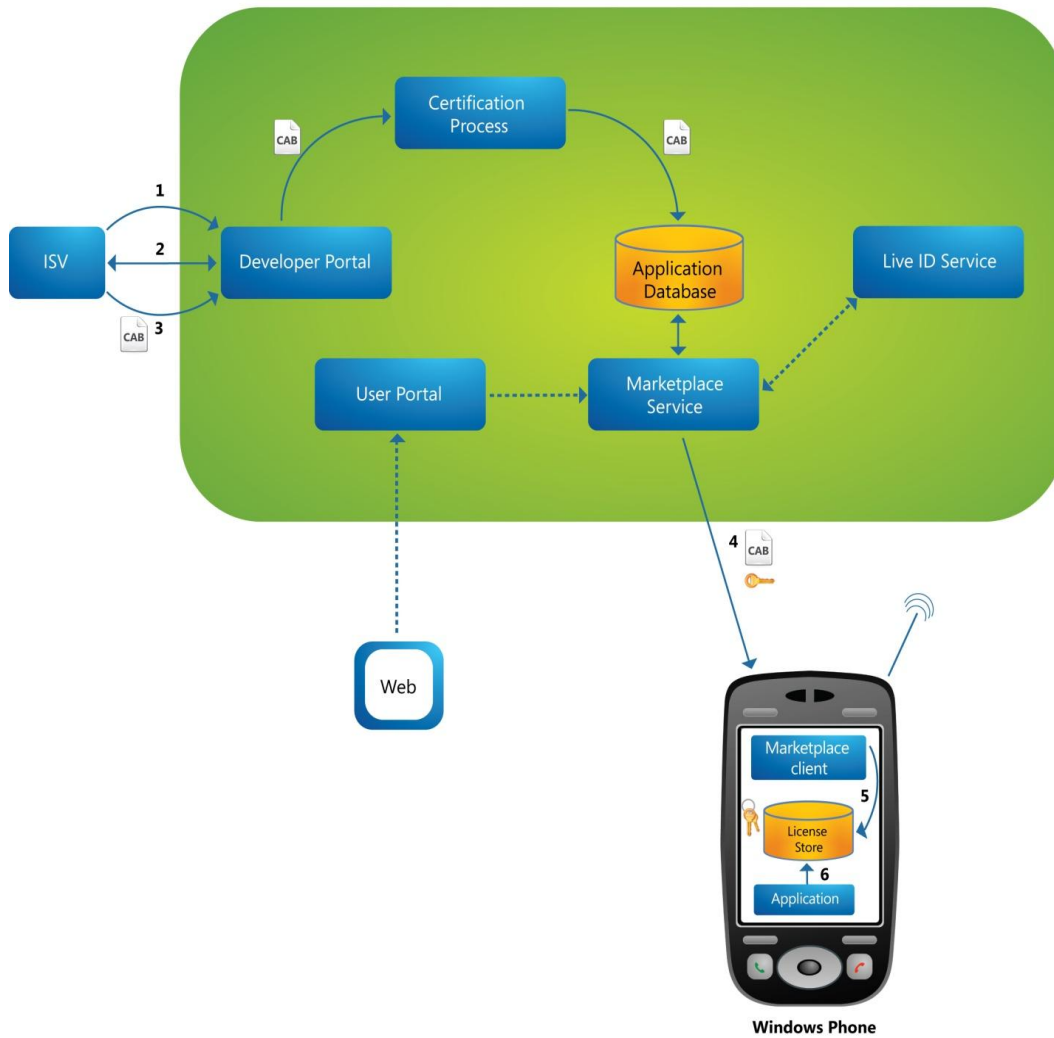 Certification
Process
CAB
CAB
1
ISV
2
Developer Portal
Application
Database
Live ID Service
CAB
3
User Portal
Marketplace
Service
4
CAB
Web
Marketplace
client
5
License
Store
6
Application
Windows Phone